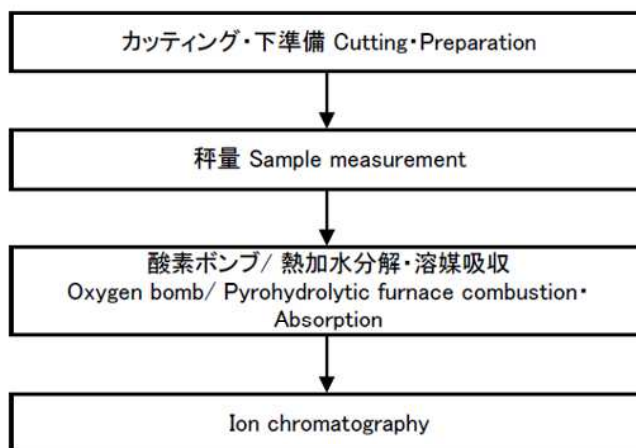 カッティング・下準備 Cutting・Preparation
秤量 Sample measurement
酸素ボンブ/ 熱加水分解・溶媒吸収
Oxygen bomb/ Pyrohydrolytic furnace combustion・
Absorption
Ion chromatography